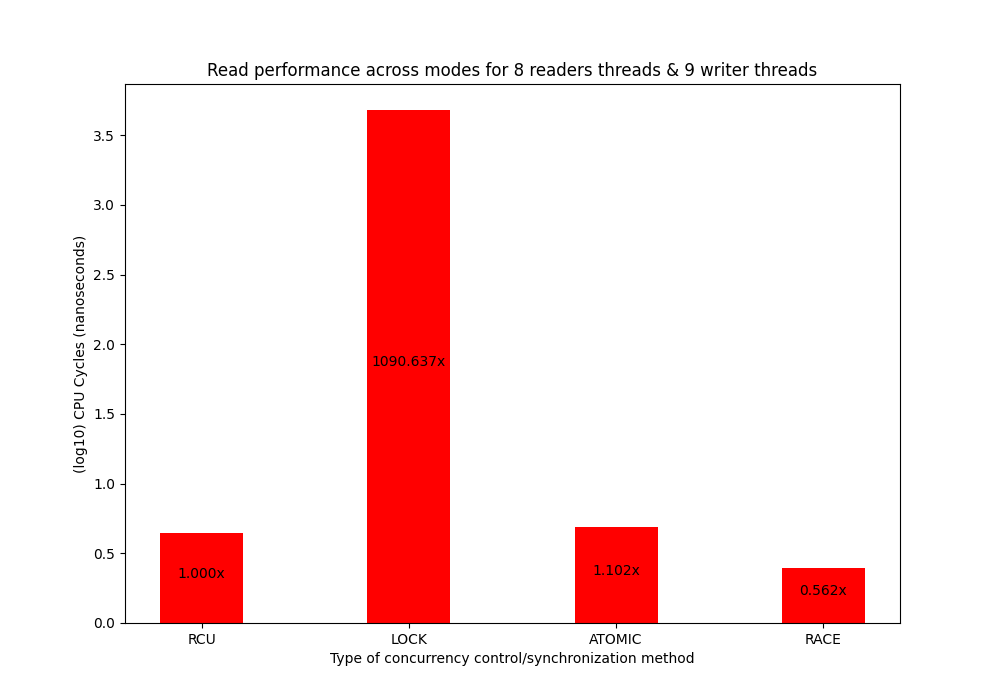 Read performance across modes for 8 readers threads & 9 writer threads
(log10) CPU Cycles (nanoseconds)
3.5
3.0
2.5
2.0
1.5
1.0
0.5
0.0
1.000x
1090.637x
1.102x
0.562x
RCU
LOCK
ATOMIC
RACE
Type of concurrency control/synchronization method